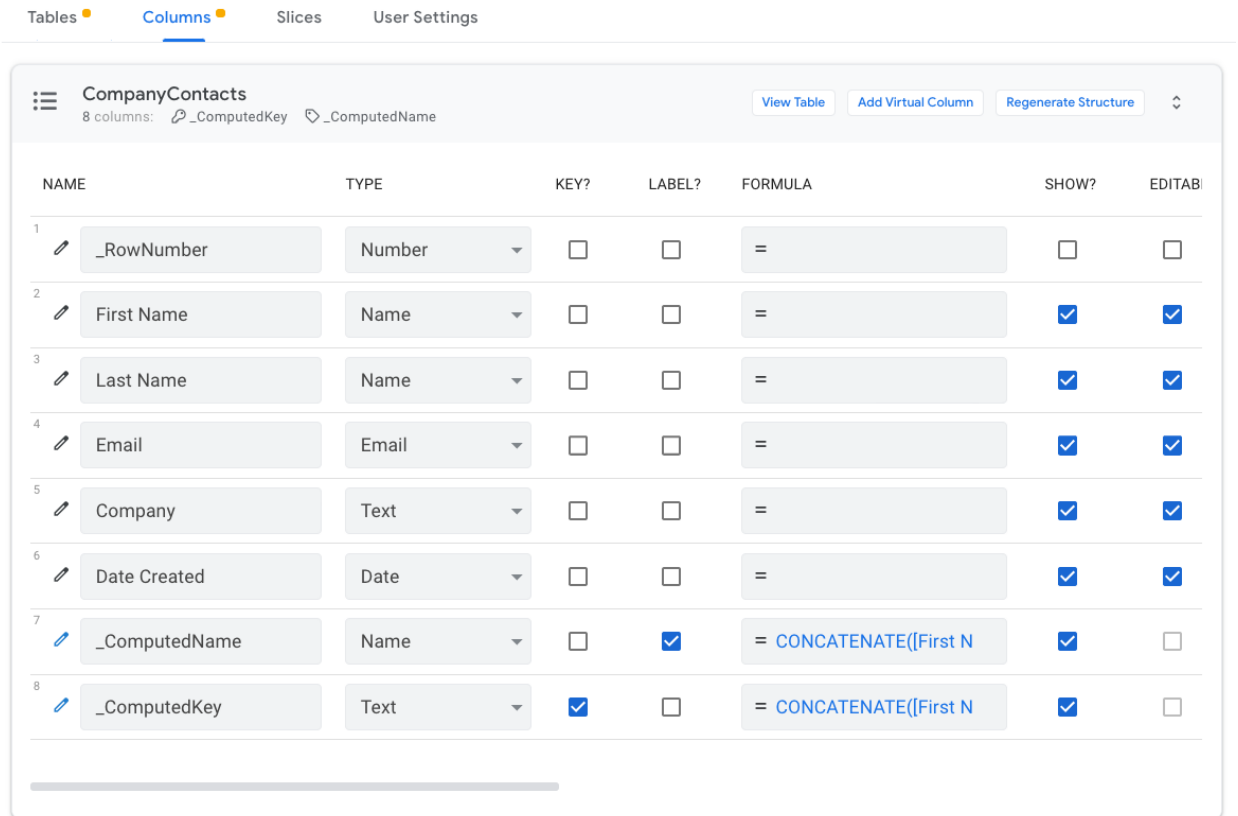 Tables Columns Slices User Settings
CompanyContacts
View Table Add Virtual Column Regenerate Structure
8 columns: _ComputedKey _ComputedName
NAME TYPE KEY? LABEL? FORMULA SHOW? EDITABI
1 _RowNumber Number =
2 First Name Name =
3 Last Name Name =
4 Email Email =
5 Company Text =
6 Date Created Date =
7 _ComputedName Name = CONCATENATE([First N
8 _ComputedKey Text = CONCATENATE([First N